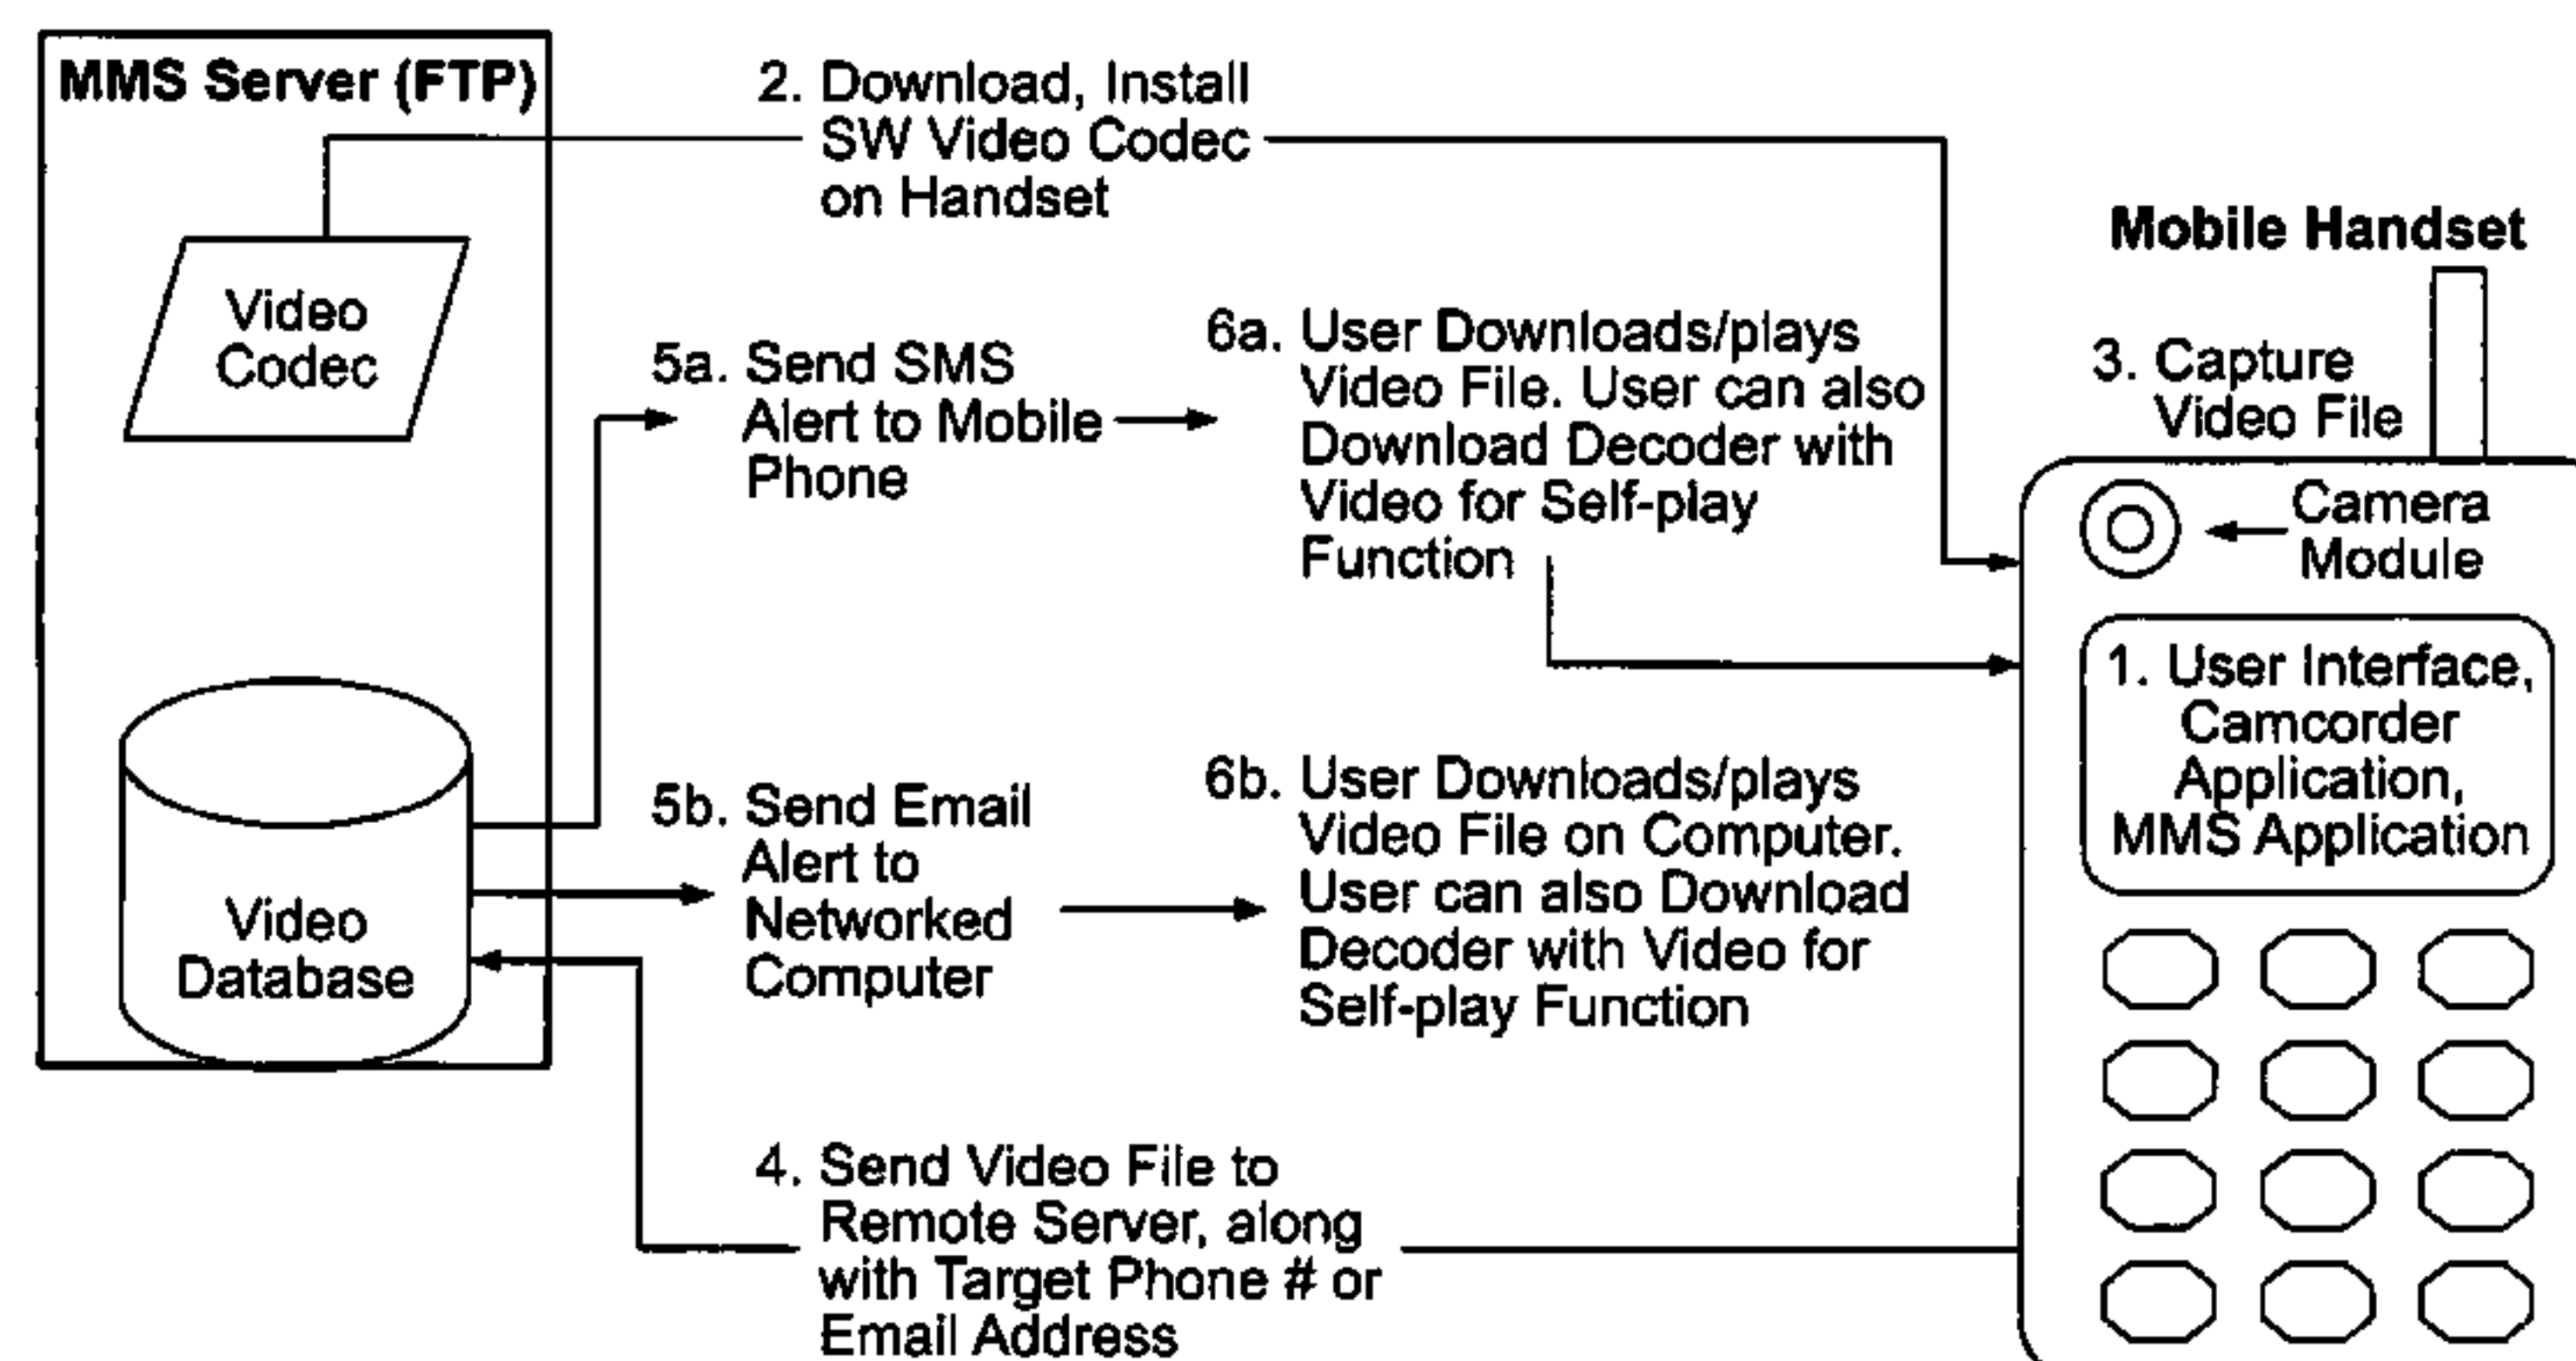 MMS Server (FTP)
Video
Codec
Video
Database
2. Download, Install
SW Video Codec
on Handset
5a. Send SMS
Alert to Mobile
Phone
6a. User Downloads/plays
Video File. User can also
Download Decoder with
Video for Self-play
Function
5b. Send Email
Alert to
Networked
Computer
6b. User Downloads/plays
Video File on Computer.
User can also Download
Decoder with Video for
Self-play Function
4. Send Video File to
Remote Server, along
with Target Phone # or
Email Address
Mobile Handset
3. Capture
Video File
Camera
Module
1. User Interface,
Camcorder
Application,
MMS Application